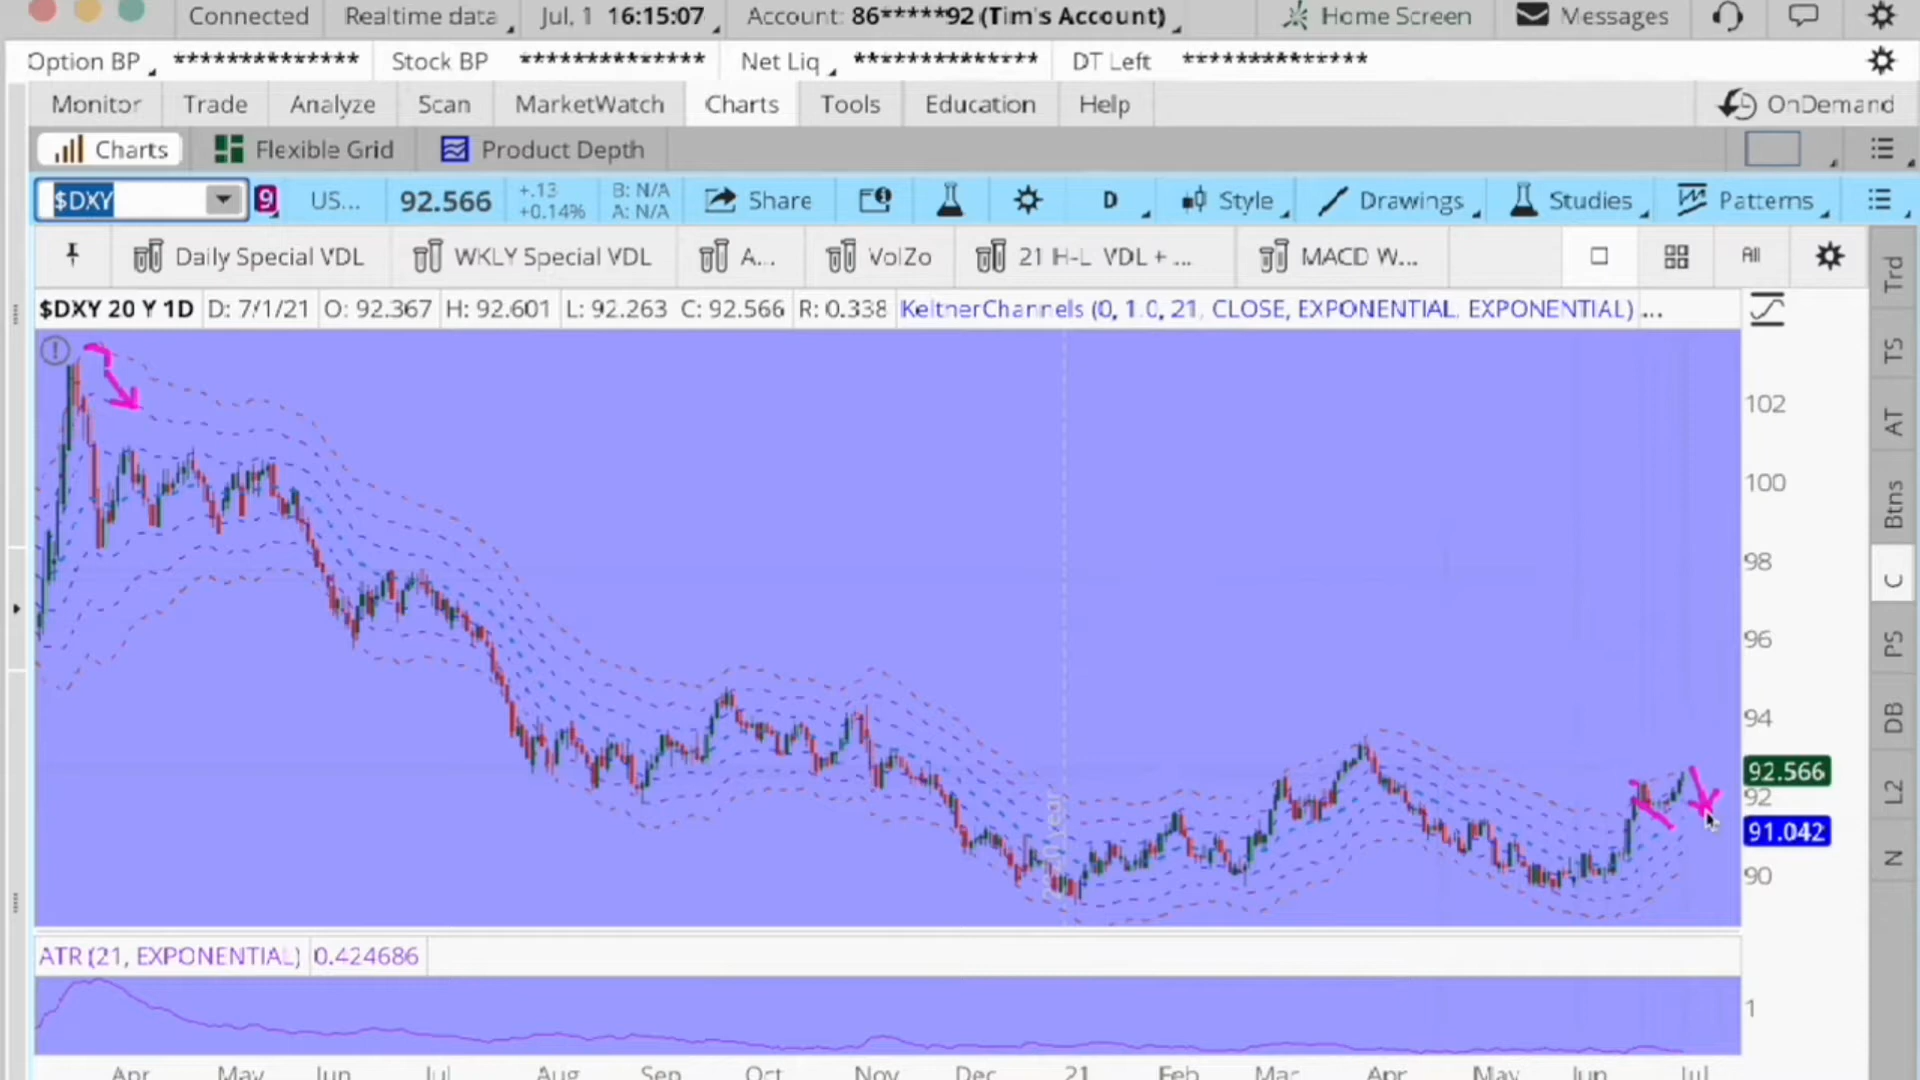 Connected Realtime data Jul. 1 16:15:07 Account: 86*****92 (Tim's Account) Home Screen Messages
Option BP ************** Stock BP ************** Net Liq ************** DT Left **************
Monitor Trade Analyze Scan MarketWatch Charts Tools Education Help OnDemand
Charts Flexible Grid Product Depth
$DXY 9 US... 92.566 +.13 +0.14% B: N/A A: N/A Share D Style Drawings Studies Patterns
Daily Special VDL WKLY Special VDL A... VolZo 21 H-L VDL + ... MACD W... All
$DXY 20 Y 1D D: 7/1/21 O: 92.367 H: 92.601 L: 92.263 C: 92.566 R: 0.338 KeltnerChannels (0, 1.0, 21, CLOSE, EXPONENTIAL, EXPONENTIAL) ...
102
100
98
96
94
92.566
92
91.042
90
ATR (21, EXPONENTIAL) 0.424686
1
Apr May Jun Jul Aug Sep Oct Nov Dec 21 Feb Mar Apr May Jun Jul
Trd
TS
AT
Btns
C
PS
DB
L2
N